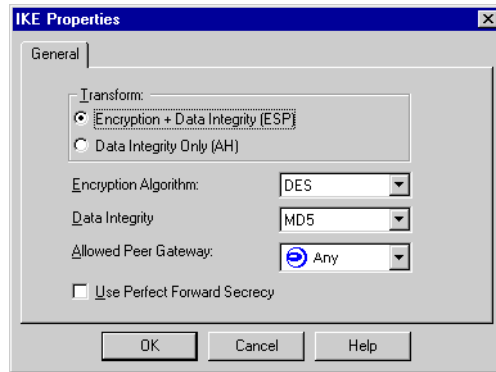 IKE Properties
General
Transform:
Encryption + Data Integrity (ESP)
Data Integrity Only (AH)
Encryption Algorithm: DES
Data Integrity MD5
Allowed Peer Gateway: Any
Use Perfect Forward Secrecy
OK Cancel Help